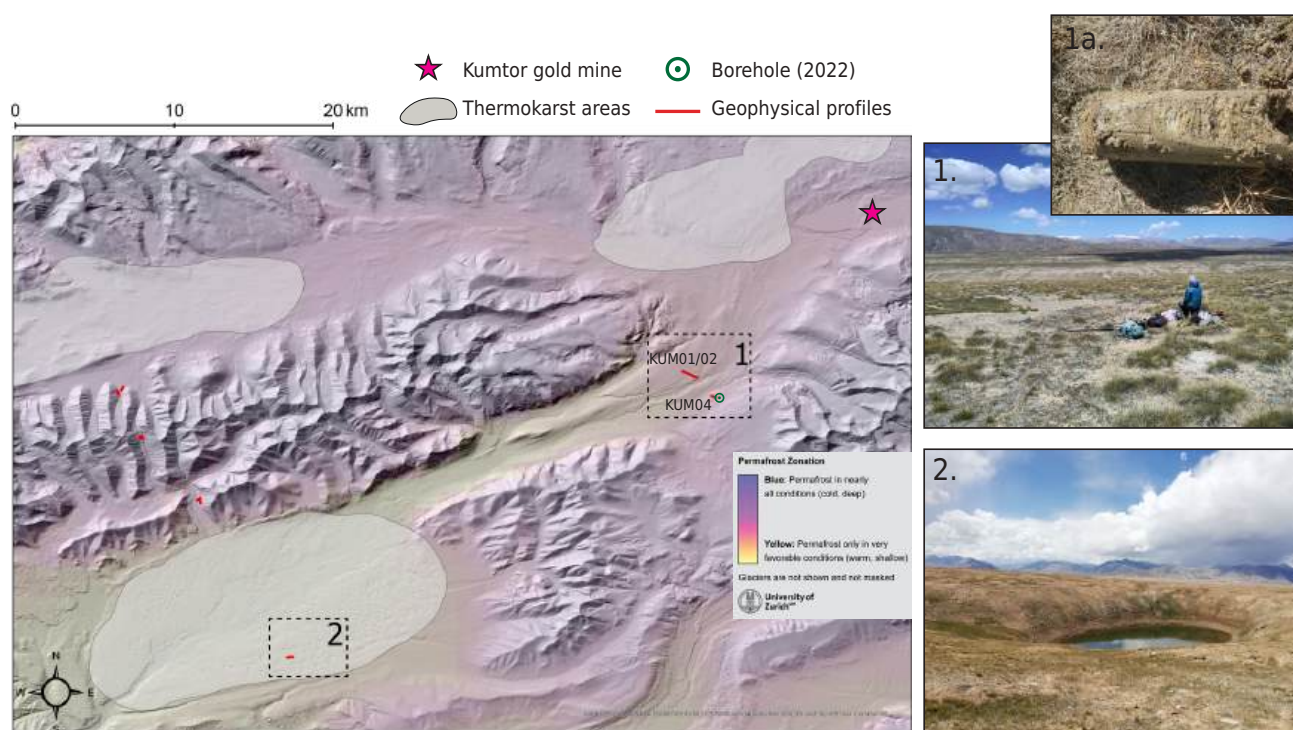 1a.
Kumtor gold mine
Borehole (2022)
Thermokarst areas
Geophysical profiles
0 10 20 km
1.
KUM01/02
1
KUM04
Permafrost Zonation
Blue: Permafrost in nearly
all conditions (cold, deep)
Yellow: Permafrost only in very
favorable conditions (warm, shallow)
Glaciers are not shown and not masked
University of
Zurich
2.
2
N
W
E
S